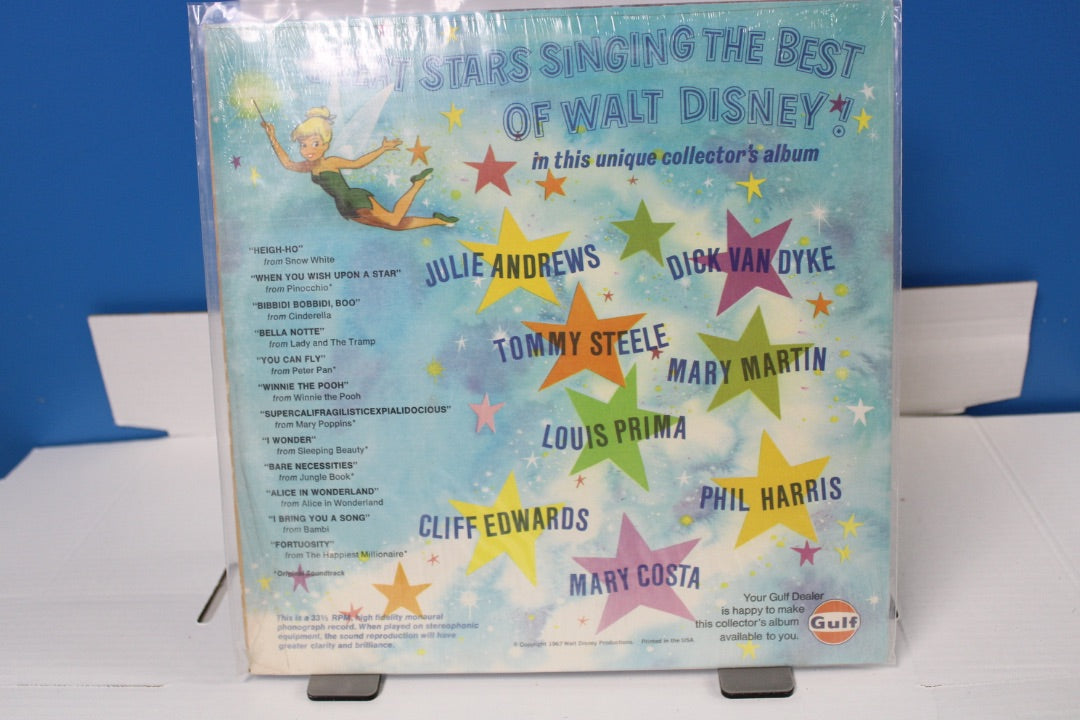 STARS SINGING THE BEST
OF WALT DISNEY!
in this unique collector's album
"HEIGH-HO"
from Snow White
"WHEN YOU WISH UPON A STAR"
from Pinocchio*
"BIBBIDI BOBBIDI, BOO"
from Cinderella
"BELLA NOTTE"
from Lady and The Tramp
"YOU CAN FLY"
from Peter Pan*
"WINNIE THE POOH"
from Winnie the Pooh
"SUPERCALIFRAGILISTICEXPIALIDOCIOUS"
from Mary Poppins*
"I WONDER"
from Sleeping Beauty*
"BARE NECESSITIES"
from Jungle Book*
"ALICE IN WONDERLAND"
from Alice in Wonderland
"I BRING YOU A SONG"
from Bambi
"FORTUOSITY"
from The Happiest Millionaire*
*Original Soundtrack
JULIE ANDREWS
DICK VAN DYKE
TOMMY STEELE
MARY MARTIN
LOUIS PRIMA
PHIL HARRIS
CLIFF EDWARDS
MARY COSTA
This is a 33⅓ RPM, high fidelity monaural
phonograph record. When played on stereophonic
equipment, the sound reproduction will have
greater clarity and brilliance.
© Copyright 1967 Walt Disney Productions. Printed in the USA
Your Gulf Dealer
is happy to make
this collector's album
available to you.
Gulf